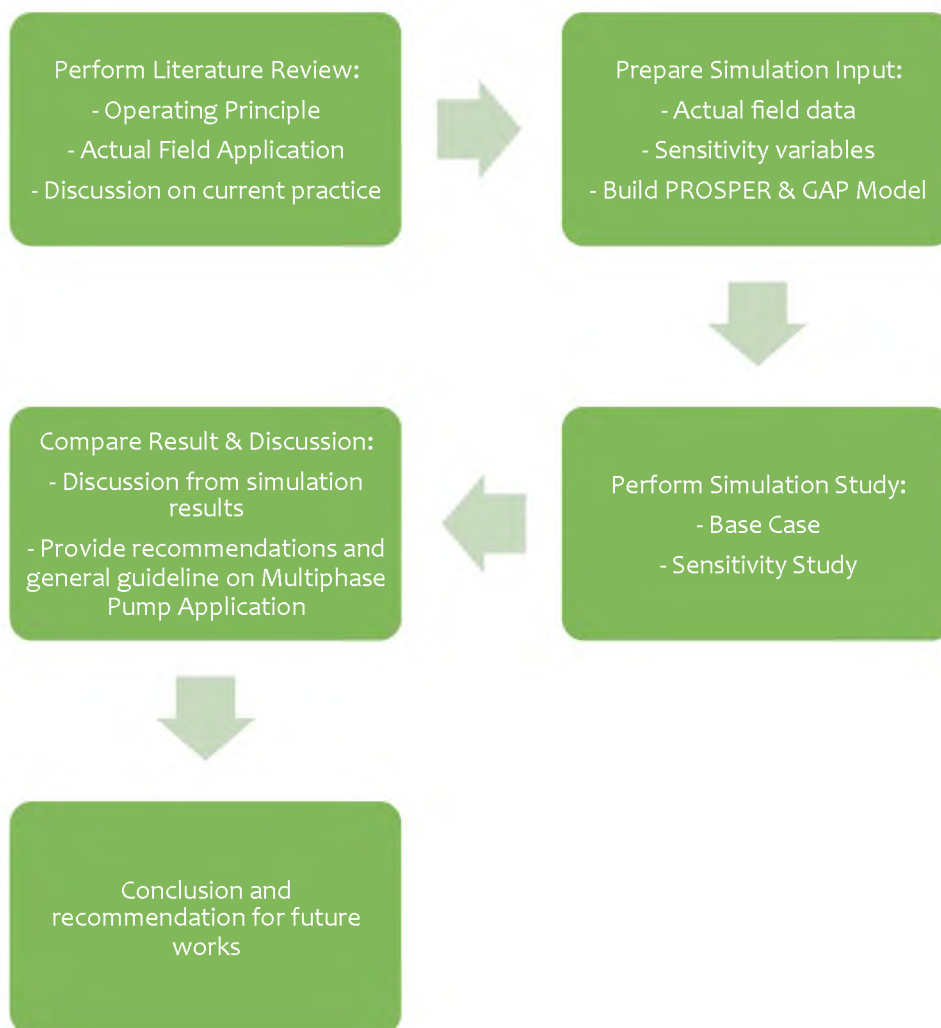 Perform Literature Review:
- Operating Principle
- Actual Field Application
- Discussion on current practice
Prepare Simulation Input:
- Actual field data
- Sensitivity variables
- Build PROSPER & GAP Model
Perform Simulation Study:
- Base Case
- Sensitivity Study
Compare Result & Discussion:
- Discussion from simulation
results
- Provide recommendations and
general guideline on Multiphase
Pump Application
Conclusion and
recommendation for future
works